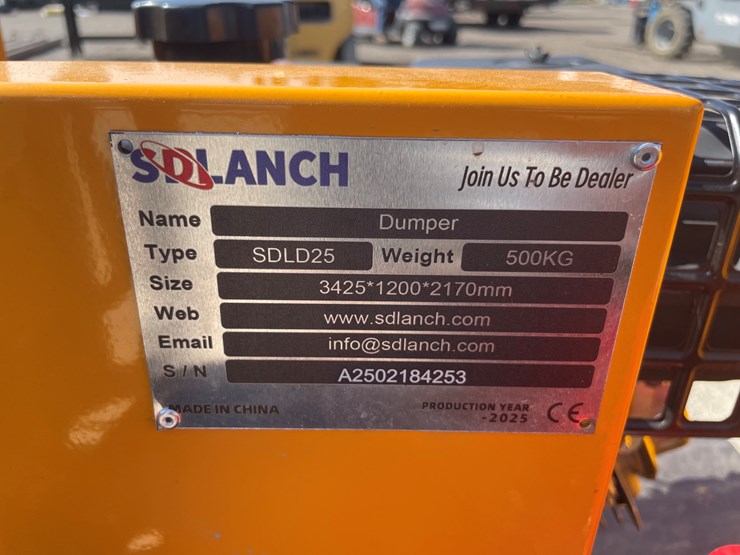 SDLANCH Join Us To Be Dealer
Name Dumper
Type SDLD25 Weight 500KG
Size 3425*1200*2170mm
Web www.sdlanch.com
Email info@sdlanch.com
S / N A2502184253
MADE IN CHINA PRODUCTION YEAR
-2025 CE